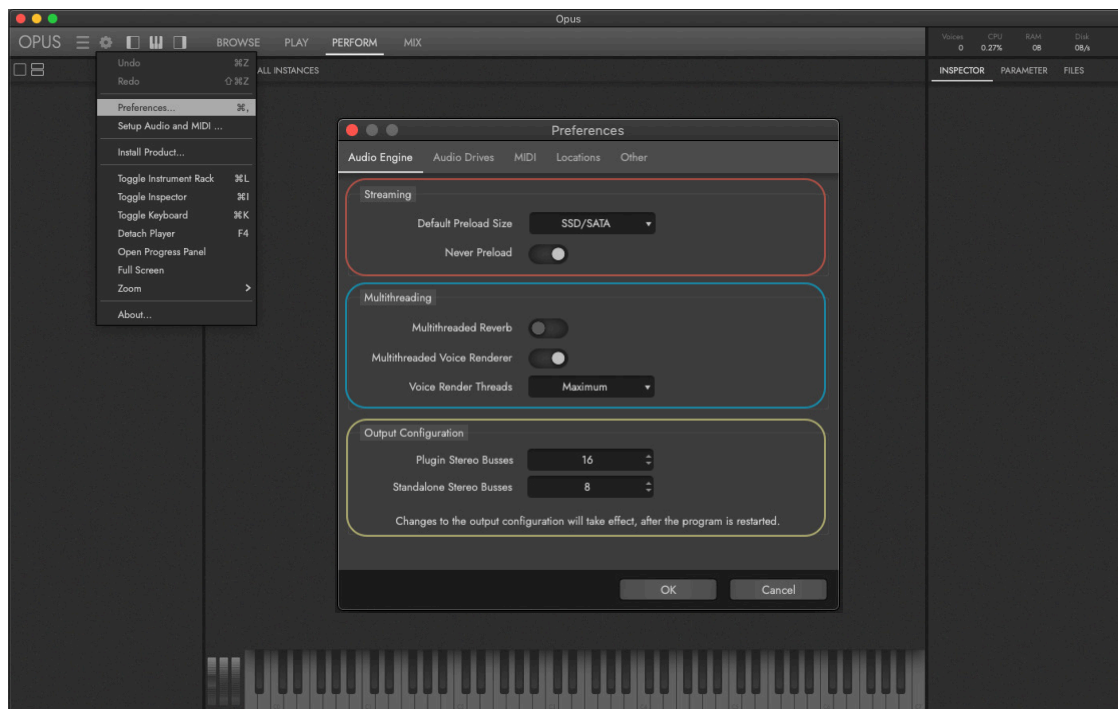 Opus
OPUS BROWSE PLAY PERFORM MIX
Voices CPU RAM Disk
0 0.27% 0B 0B/s
ALL INSTANCES
INSPECTOR PARAMETER FILES
Undo ⌘Z
Redo ⇧⌘Z
Preferences... ⌘,
Setup Audio and MIDI ...
Install Product...
Toggle Instrument Rack ⌘L
Toggle Inspector ⌘I
Toggle Keyboard ⌘K
Detach Player F4
Open Progress Panel
Full Screen
Zoom >
About...
Preferences
Audio Engine Audio Drives MIDI Locations Other
Streaming
Default Preload Size SSD/SATA
Never Preload
Multithreading
Multithreaded Reverb
Multithreaded Voice Renderer
Voice Render Threads Maximum
Output Configuration
Plugin Stereo Busses 16
Standalone Stereo Busses 8
Changes to the output configuration will take effect, after the program is restarted.
OK Cancel